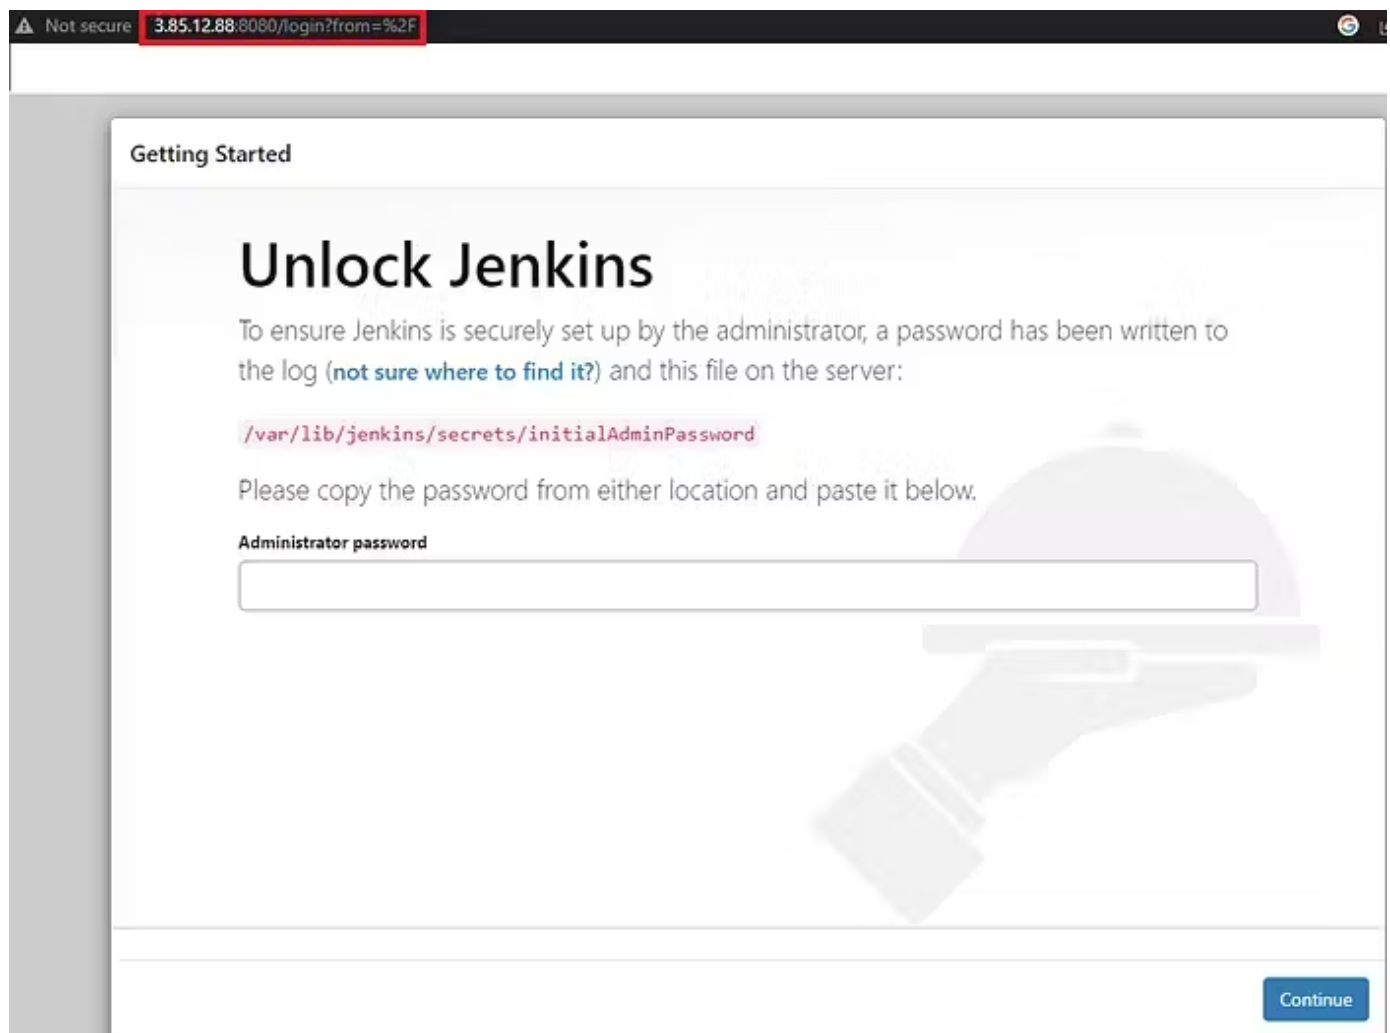 Not secure 3.85.12.88:8080/login?from=%2F
Getting Started
Unlock Jenkins
To ensure Jenkins is securely set up by the administrator, a password has been written to
the log (not sure where to find it?) and this file on the server:
/var/lib/jenkins/secrets/initialAdminPassword
Please copy the password from either location and paste it below.
Administrator password
Continue